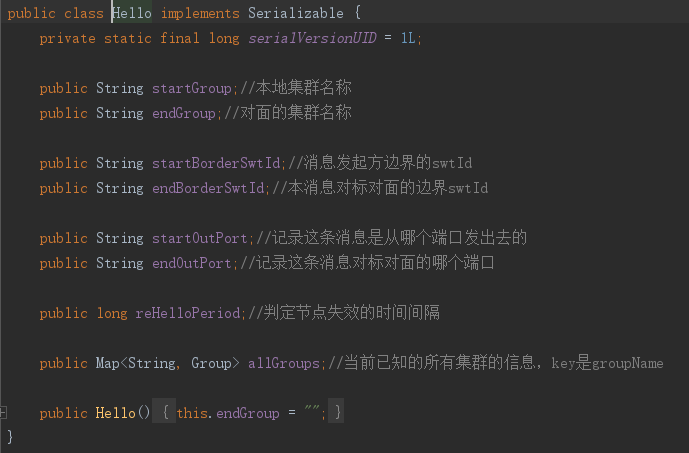 public class Hello implements Serializable {
private static final long serialVersionUID = 1L;
public String startGroup;//本地集群名称
public String endGroup;//对面的集群名称
public String startBorderSwtId;//消息发起方边界的swtId
public String endBorderSwtId;//本消息对标对面的边界swtId
public String startOutPort;//记录这条消息是从哪个端口发出去的
public String endOutPort;//记录这条消息对标对面的哪个端口
public long reHelloPeriod;//判定节点失效的时间间隔
public Map<String, Group> allGroups;//当前已知的所有集群的信息，key是groupName
public Hello() { this.endGroup = ""; }
}